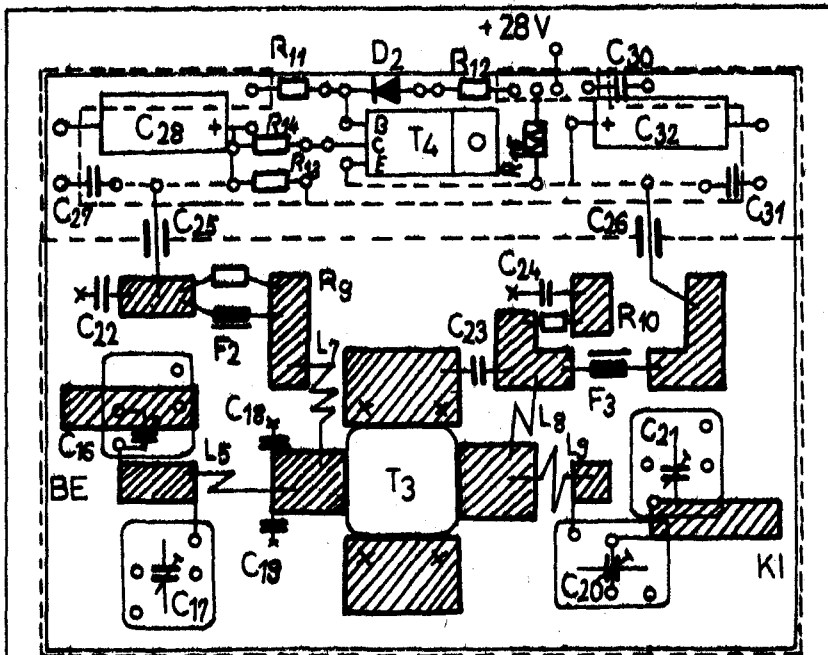 +28V
R11
D2
R12
C30
C28
+
R14
B
C
E
T4
+
C32
R13
C27
C25
C26
C31
C22
R9
F2
C24
R10
C23
L7
F3
C18
C16
L5
L8
L9
C21
BE
T3
C17
C19
C20
KI